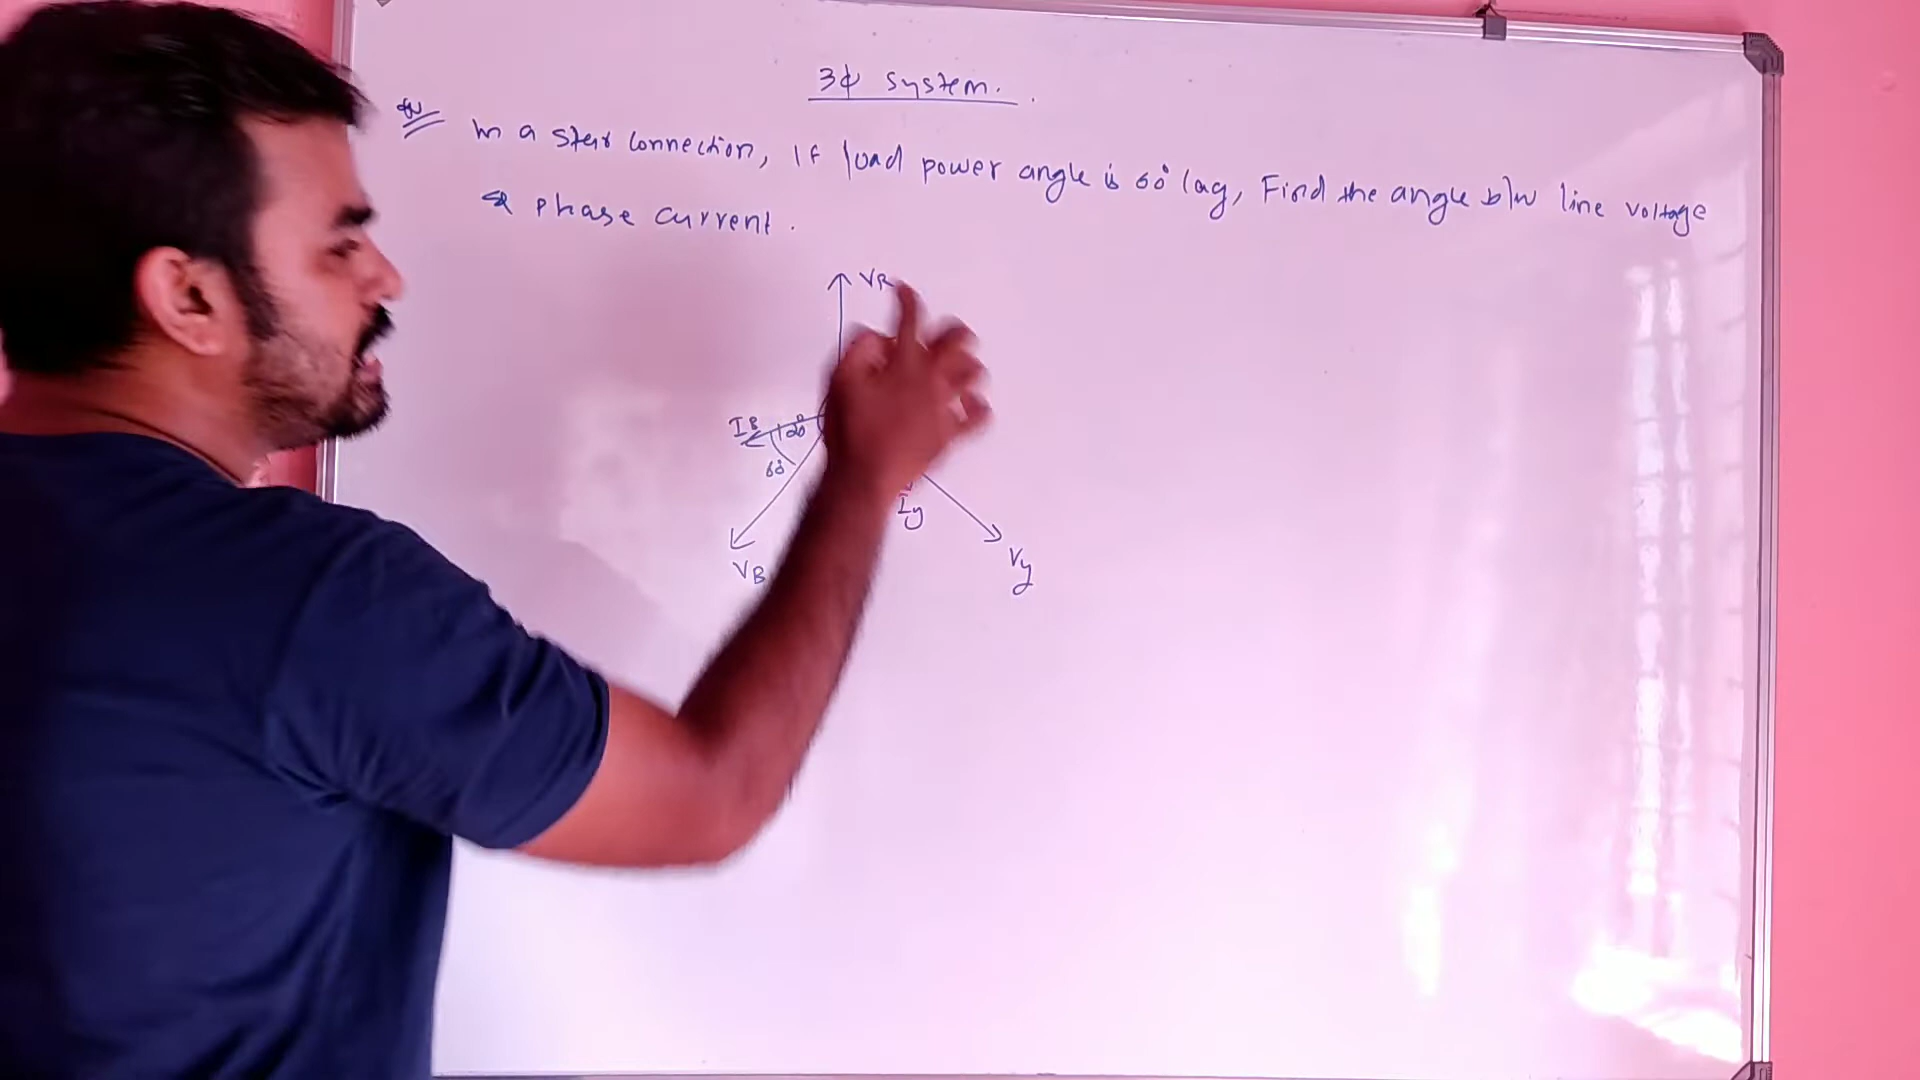 3ϕ system.
In a star connection, If load power angle is 60° lag, Find the angle b/w line voltage
& phase current.
VR
IB 120°
60°
Iy
Vy
VB